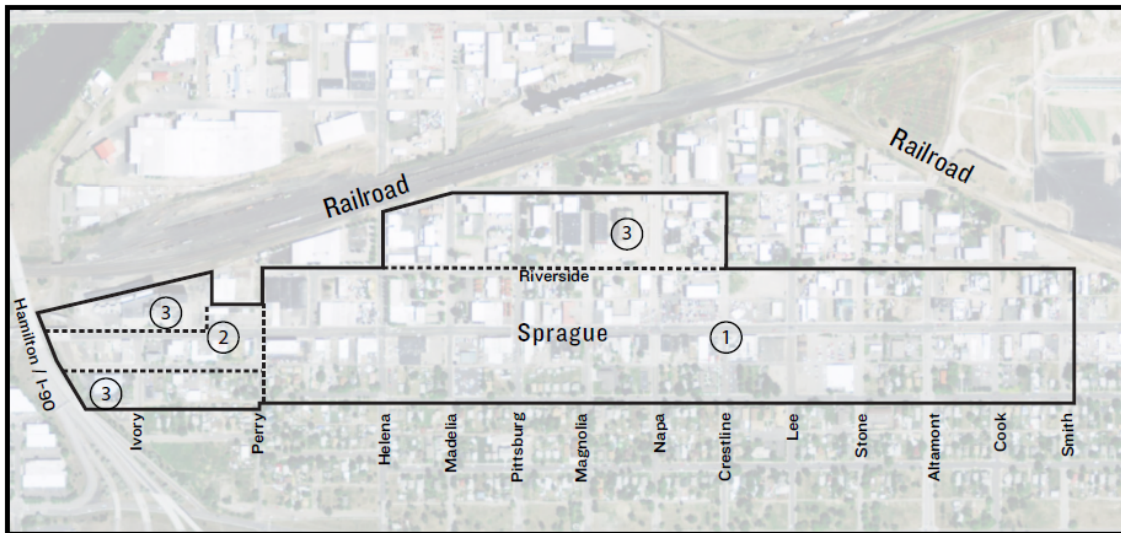 Railroad
Railroad
3
Riverside
Hamilton / I-90
3
2
Sprague
1
3
Ivory
Perry
Helena
Madelia
Pittsburg
Magnolia
Napa
Crestline
Lee
Stone
Altamont
Cook
Smith